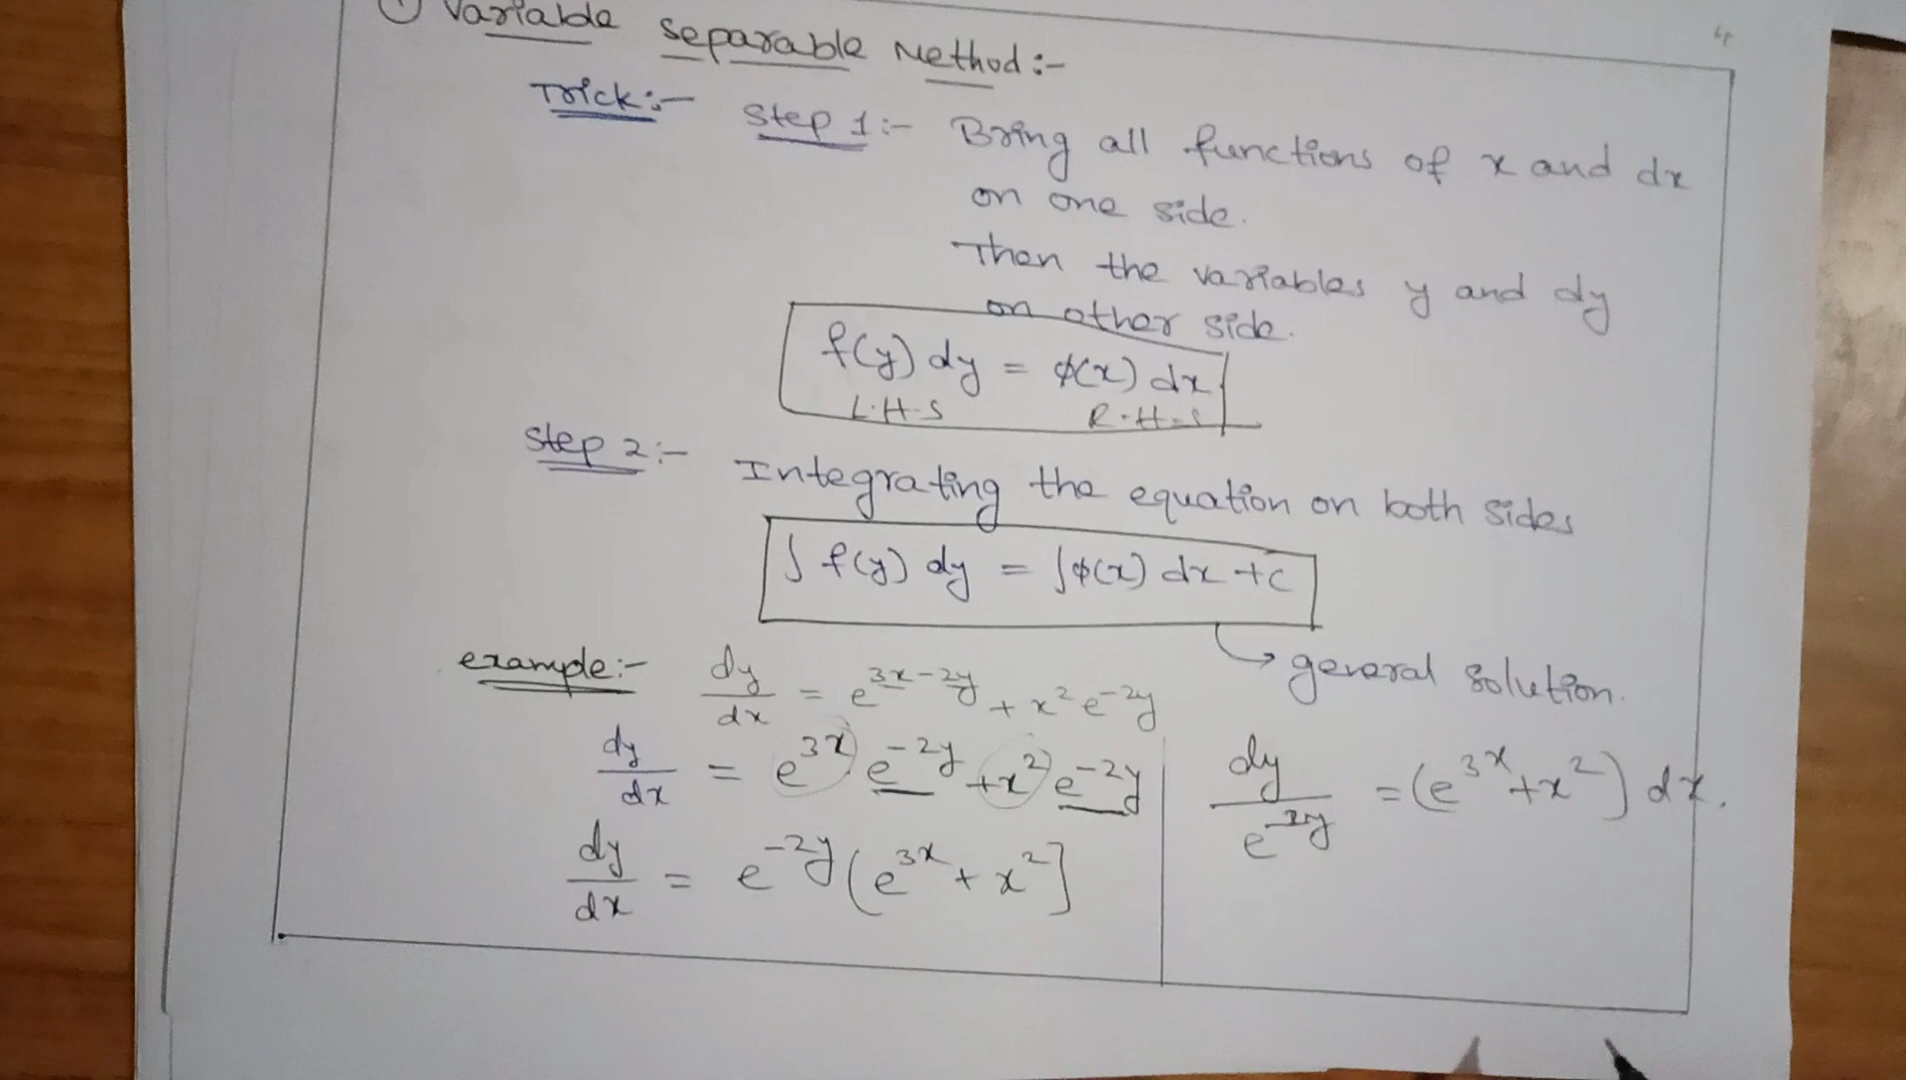 ① Variable Separable Method:-
4
Trick:- Step 1:- Bring all functions of x and dx
on one side.
Then the variables y and dy
on other side.
f(y) dy = ϕ(x) dx
L.H.S R.H.S
Step 2:- Integrating the equation on both sides
∫ f(y) dy = ∫ϕ(x) dx + c
→ general solution.
example:- dy/dx = e^{3x-2y} + x² e^{-2y}
dy/dx = e^{3x} e^{-2y} + x² e^{-2y}
dy/dx = e^{-2y} (e^{3x} + x²]
dy/e^{-2y} = (e^{3x} + x²) dx.